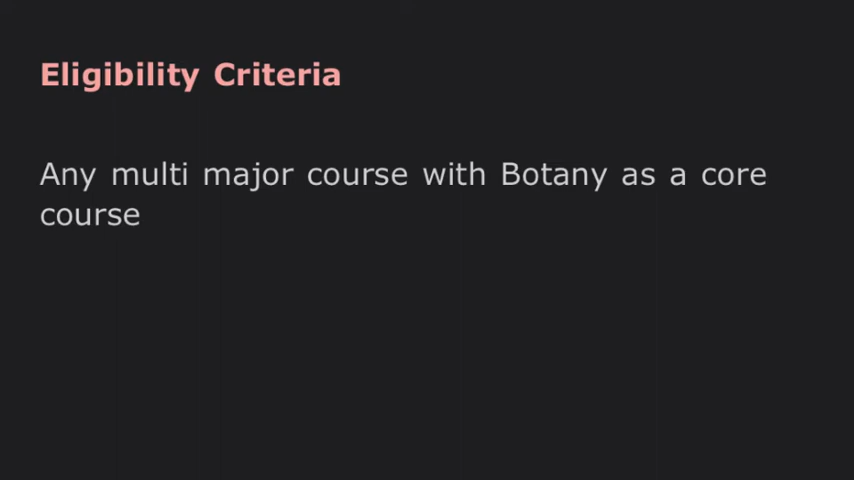 Eligibility Criteria
Any multi major course with Botany as a core
course